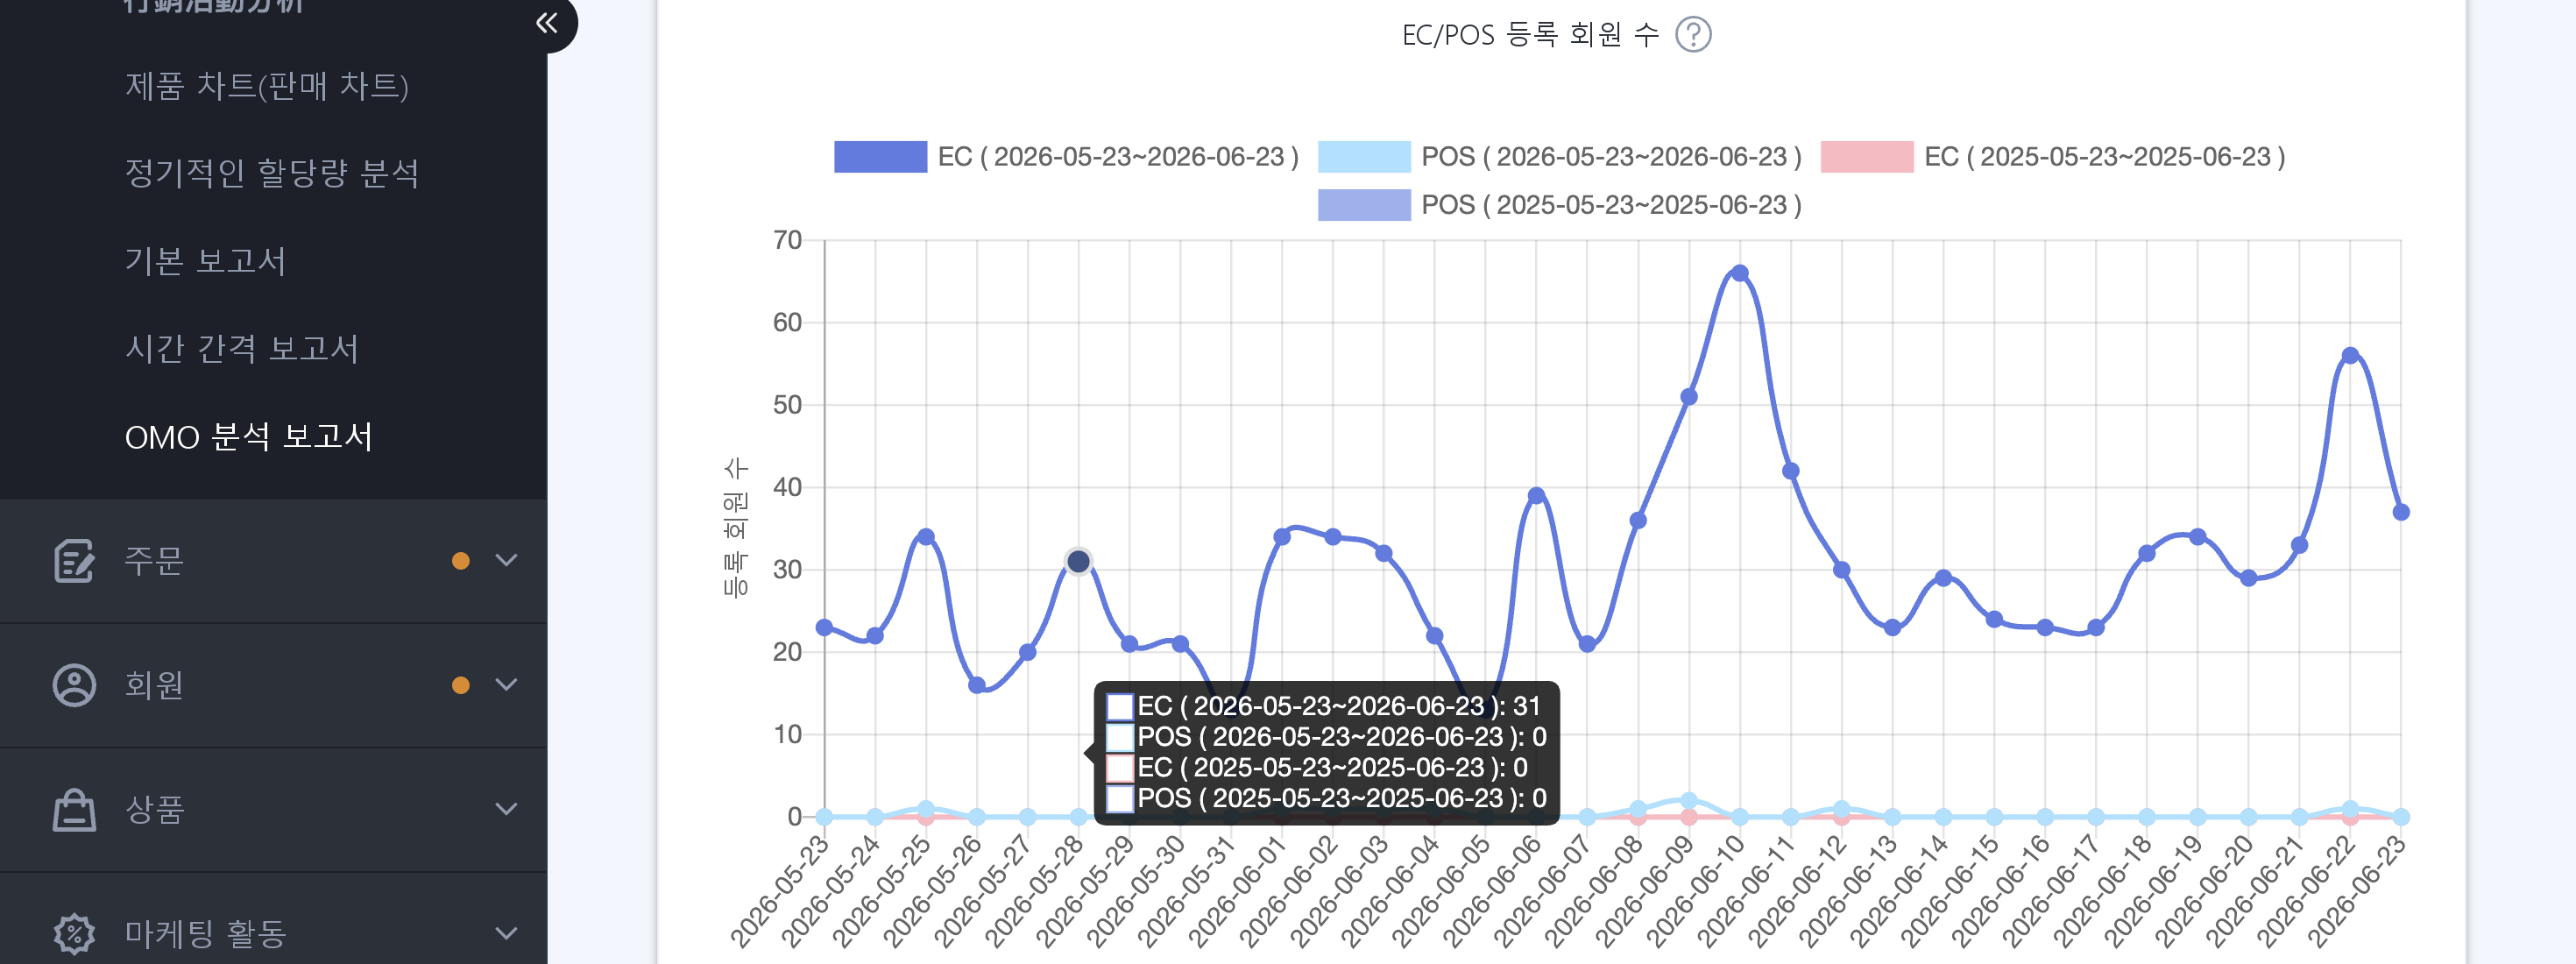 行銷活動分析
제품 차트(판매 차트)
정기적인 할당량 분석
기본 보고서
시간 간격 보고서
OMO 분석 보고서
주문
회원
상품
마케팅 활동
EC/POS 등록 회원 수 ?
EC ( 2026-05-23~2026-06-23 )
POS ( 2026-05-23~2026-06-23 )
EC ( 2025-05-23~2025-06-23 )
POS ( 2025-05-23~2025-06-23 )
등록 회원 수
70
60
50
40
30
20
10
0
EC ( 2026-05-23~2026-06-23 ): 31
POS ( 2026-05-23~2026-06-23 ): 0
EC ( 2025-05-23~2025-06-23 ): 0
POS ( 2025-05-23~2025-06-23 ): 0
2026-05-23
2026-05-24
2026-05-25
2026-05-26
2026-05-27
2026-05-28
2026-05-29
2026-05-30
2026-05-31
2026-06-01
2026-06-02
2026-06-03
2026-06-04
2026-06-05
2026-06-06
2026-06-07
2026-06-08
2026-06-09
2026-06-10
2026-06-11
2026-06-12
2026-06-13
2026-06-14
2026-06-15
2026-06-16
2026-06-17
2026-06-18
2026-06-19
2026-06-20
2026-06-21
2026-06-22
2026-06-23